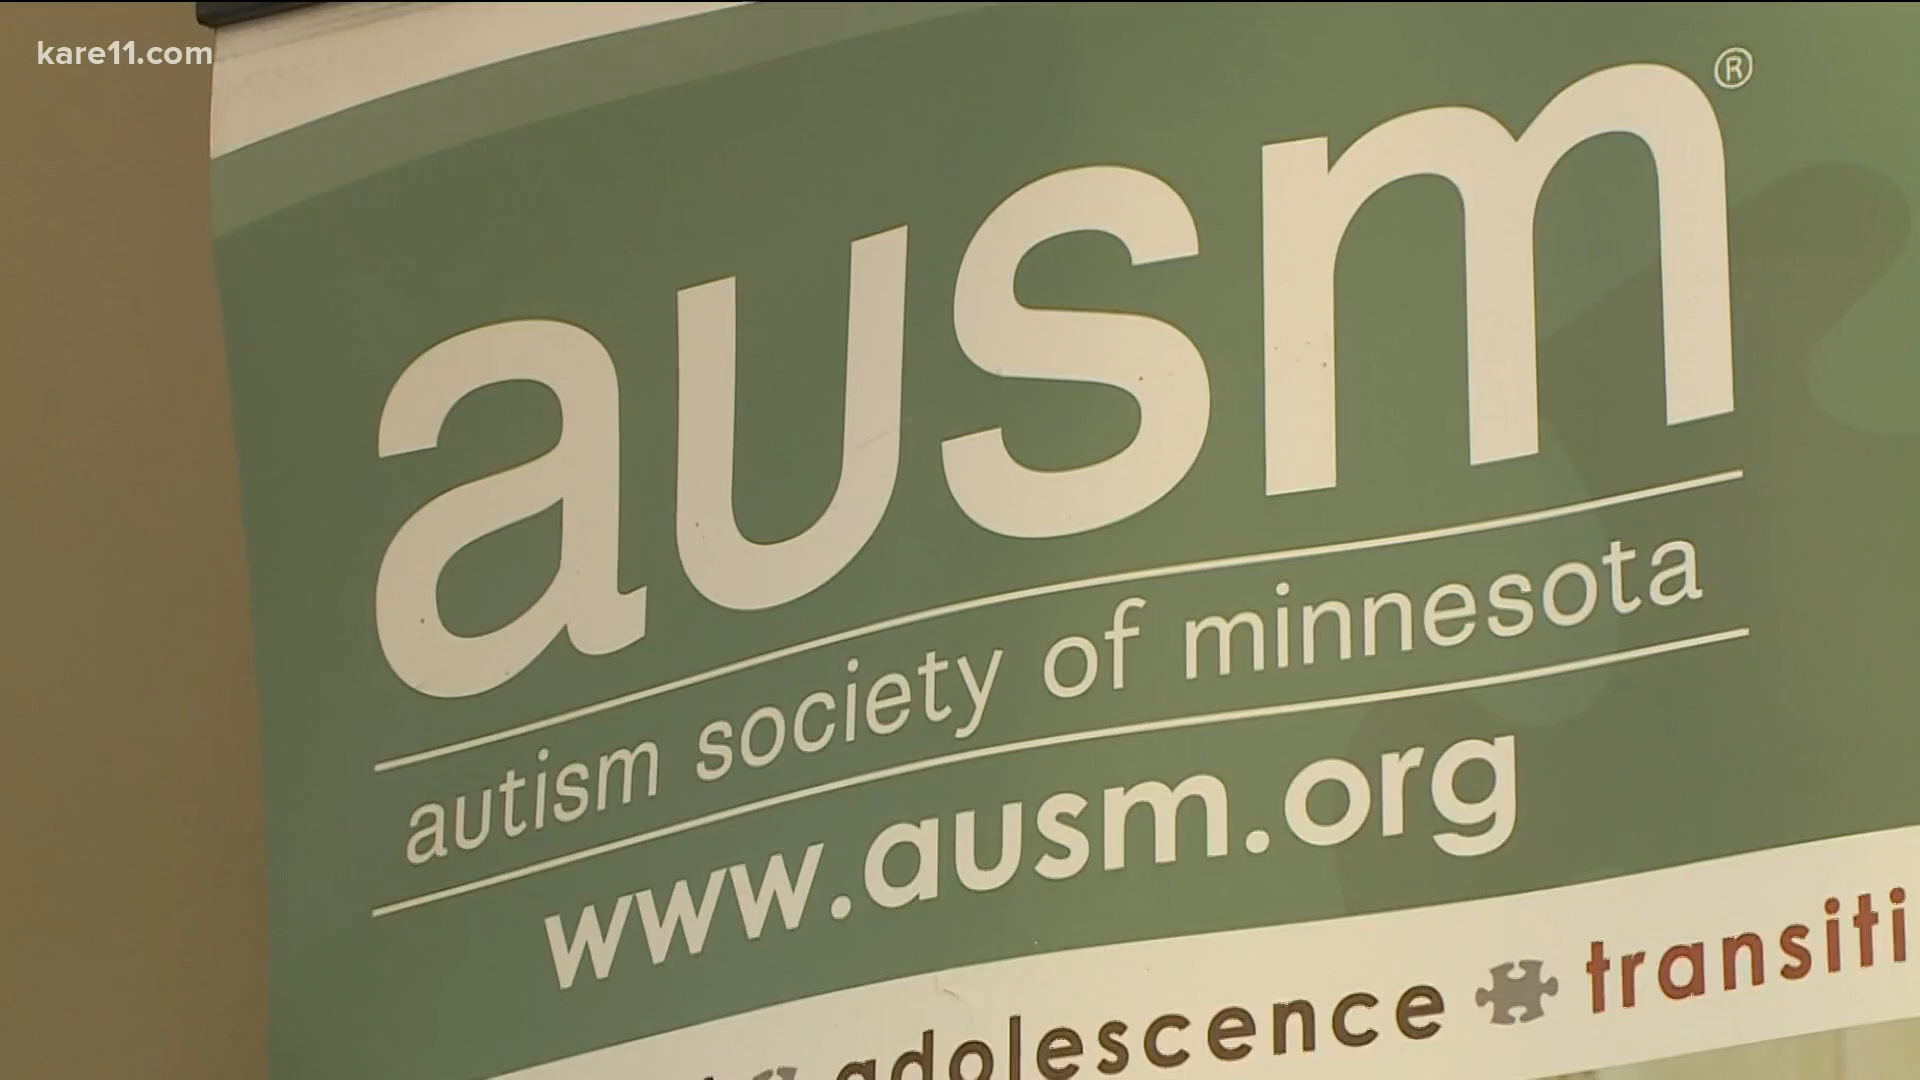 kare11.com
ausm®
autism society of minnesota
www.ausm.org
adolescence transiti